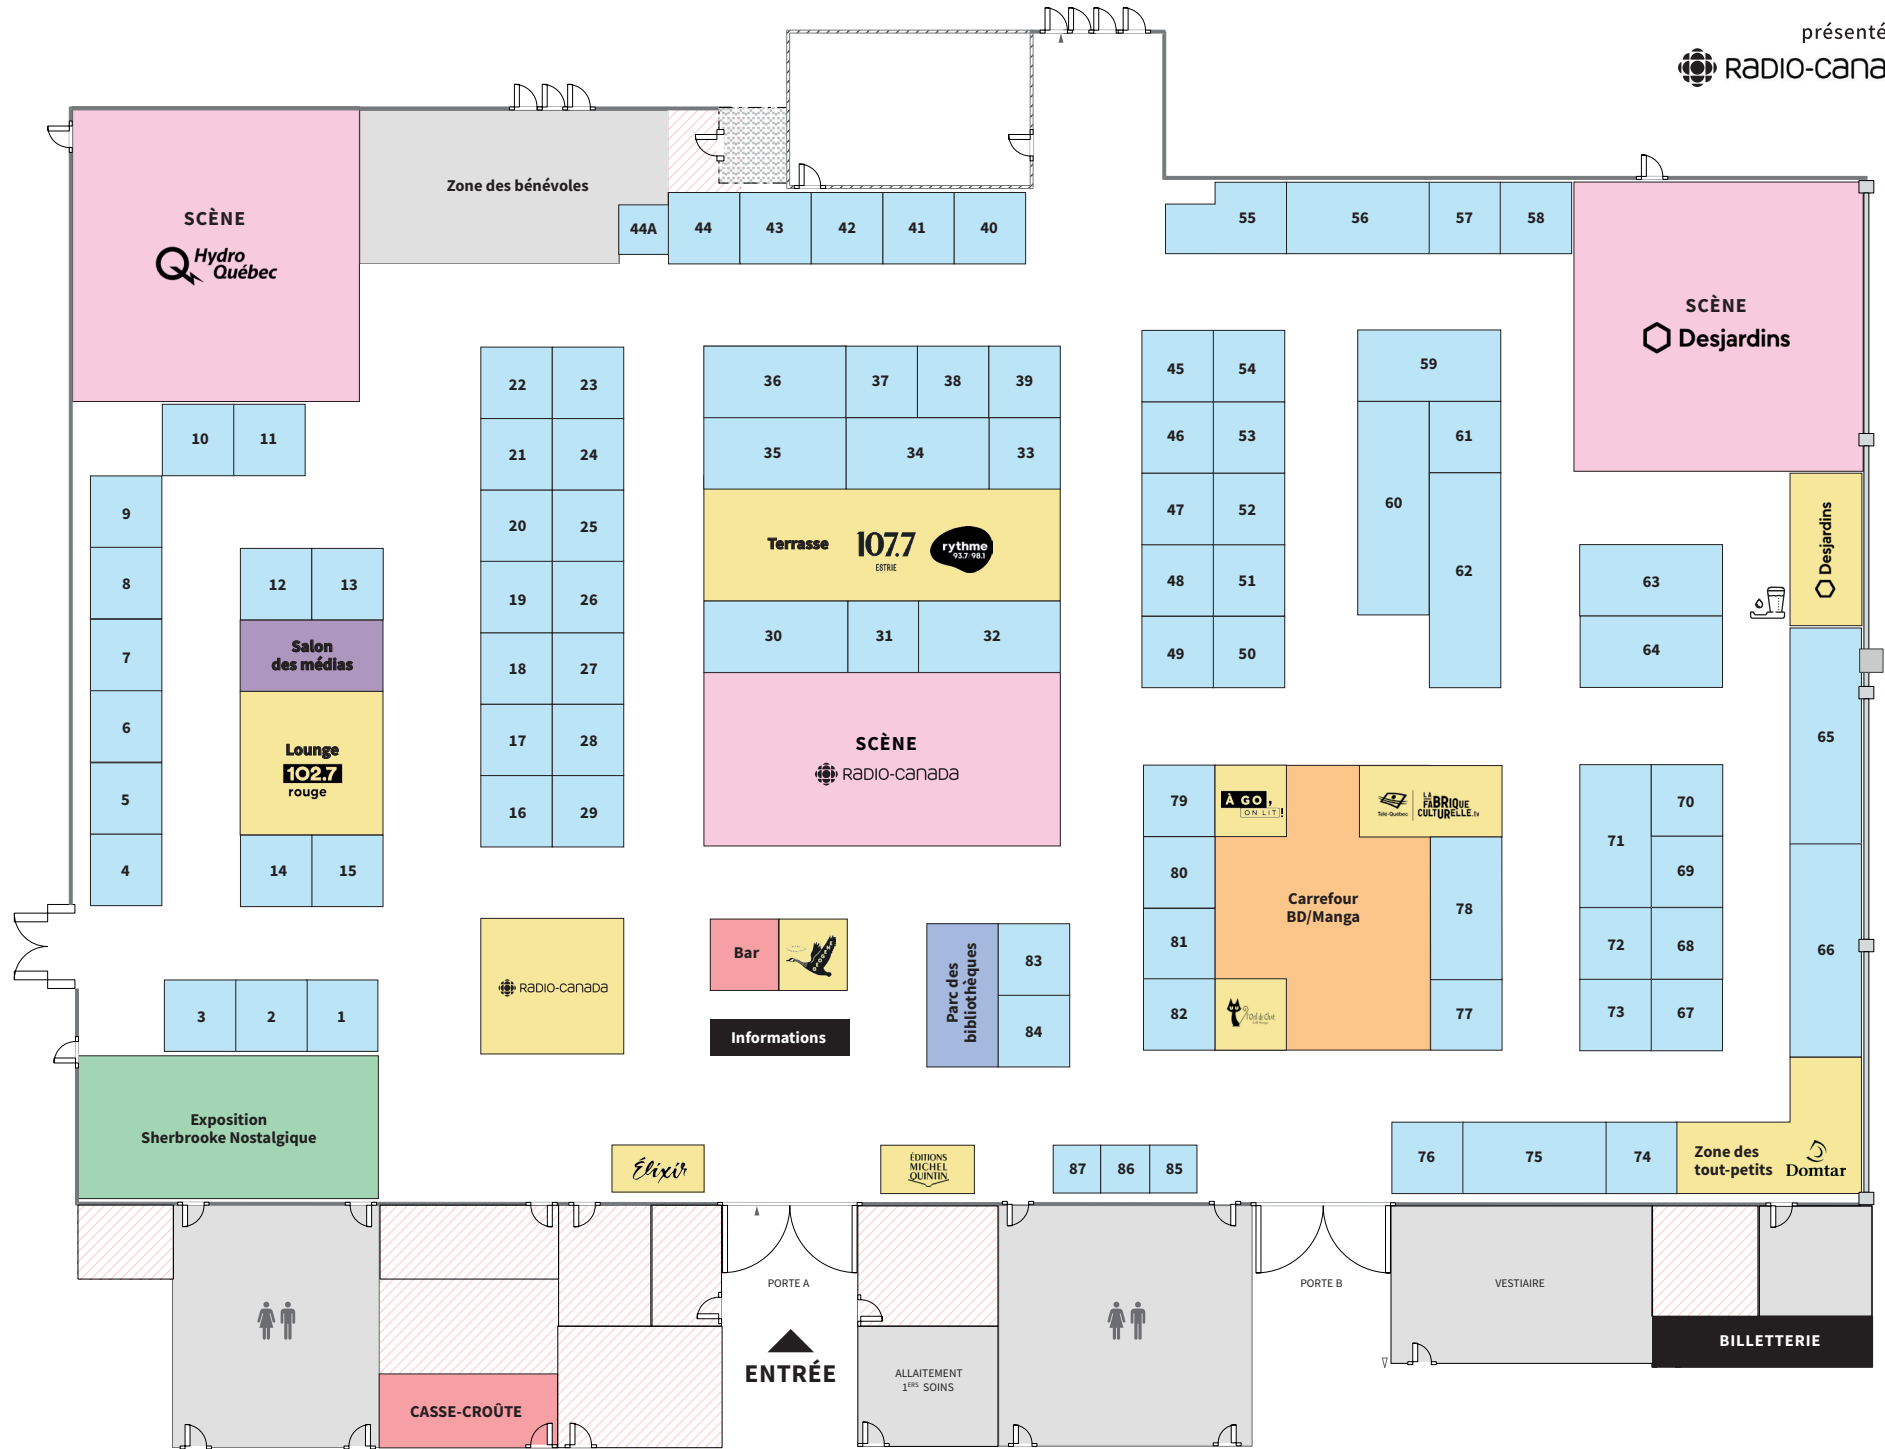 présenté
RADIO-CANA
SCÈNE
Hydro
Québec
Zone des bénévoles
44A
44
43
42
41
40
55
56
57
58
SCÈNE
Desjardins
10
11
9
8
7
6
5
4
12
13
Salon
des médias
Lounge
102.7
rouge
14
15
3
2
1
Exposition
Sherbrooke Nostalgique
22
23
21
24
20
25
19
26
18
27
17
28
16
29
RADIO-CANADA
36
37
38
39
35
34
33
Terrasse
107.7
ESTRIE
rythme
93.7 98.1
30
31
32
SCÈNE
RADIO-CANADA
Bar
Informations
Parc des
bibliothèques
83
84
45
54
46
53
47
52
48
51
49
50
59
60
61
62
63
64
Desjardins
65
66
79
80
81
82
À GO,
ON LIT!
Télé-Québec
LA
FABRIQUE
CULTURELLE.tv
Carrefour
BD/Manga
78
77
70
71
69
72
68
73
67
Élixir
ÉDITIONS
MICHEL
QUINTIN
87
86
85
76
75
74
Zone des
tout-petits
Domtar
PORTE A
ENTRÉE
CASSE-CROÛTE
ALLAITEMENT
1ERS SOINS
PORTE B
VESTIAIRE
BILLETTERIE